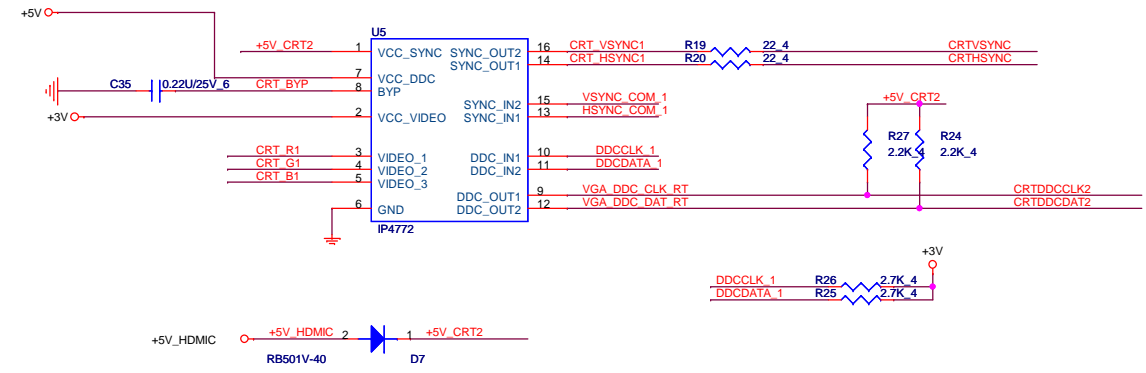 +5V
U5
+5V_CRT2 1 VCC_SYNC SYNC_OUT2 16 CRT_VSYNC1 R19 22_4 CRTVSYNC
SYNC_OUT1 14 CRT_HSYNC1 R20 22_4 CRTHSYNC
7 VCC_DDC
C35 0.22U/25V_6 CRT_BYP 8 BYP
SYNC_IN2 15 VSYNC_COM_1 +5V_CRT2
+3V 2 VCC_VIDEO SYNC_IN1 13 HSYNC_COM_1
R27 R24
2.2K_4 2.2K_4
CRT_R1 3 VIDEO_1 DDC_IN1 10 DDCCLK_1
CRT_G1 4 VIDEO_2 DDC_IN2 11 DDCDATA_1
CRT_B1 5 VIDEO_3
DDC_OUT1 9 VGA_DDC_CLK_RT CRTDDCCLK2
6 GND DDC_OUT2 12 VGA_DDC_DAT_RT CRTDDCDAT2
IP4772
+3V
DDCCLK_1 R26 2.7K_4
DDCDATA_1 R25 2.7K_4
+5V_HDMIC +5V_HDMIC 2 1 +5V_CRT2
RB501V-40 D7